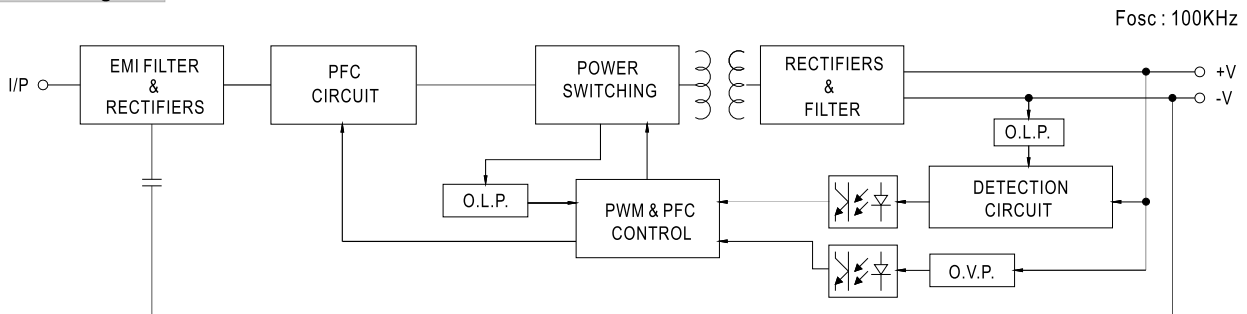 Fosc : 100KHz
I/P
EMI FILTER
&
RECTIFIERS
PFC
CIRCUIT
POWER
SWITCHING
RECTIFIERS
&
FILTER
+V
-V
O.L.P.
O.L.P.
PWM & PFC
CONTROL
DETECTION
CIRCUIT
O.V.P.